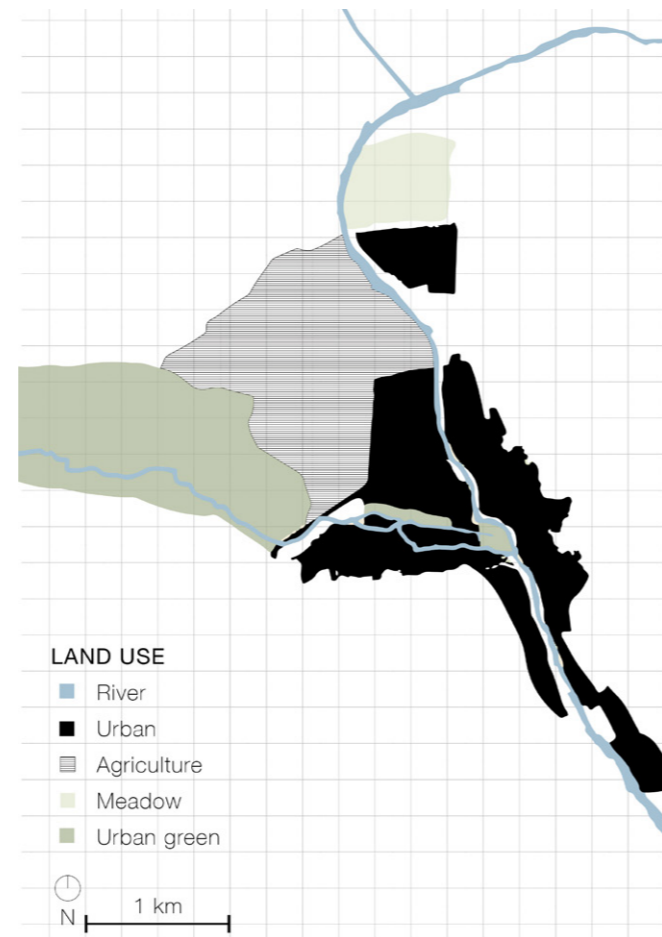 LAND USE
River
Urban
Agriculture
Meadow
Urban green
N
1 km